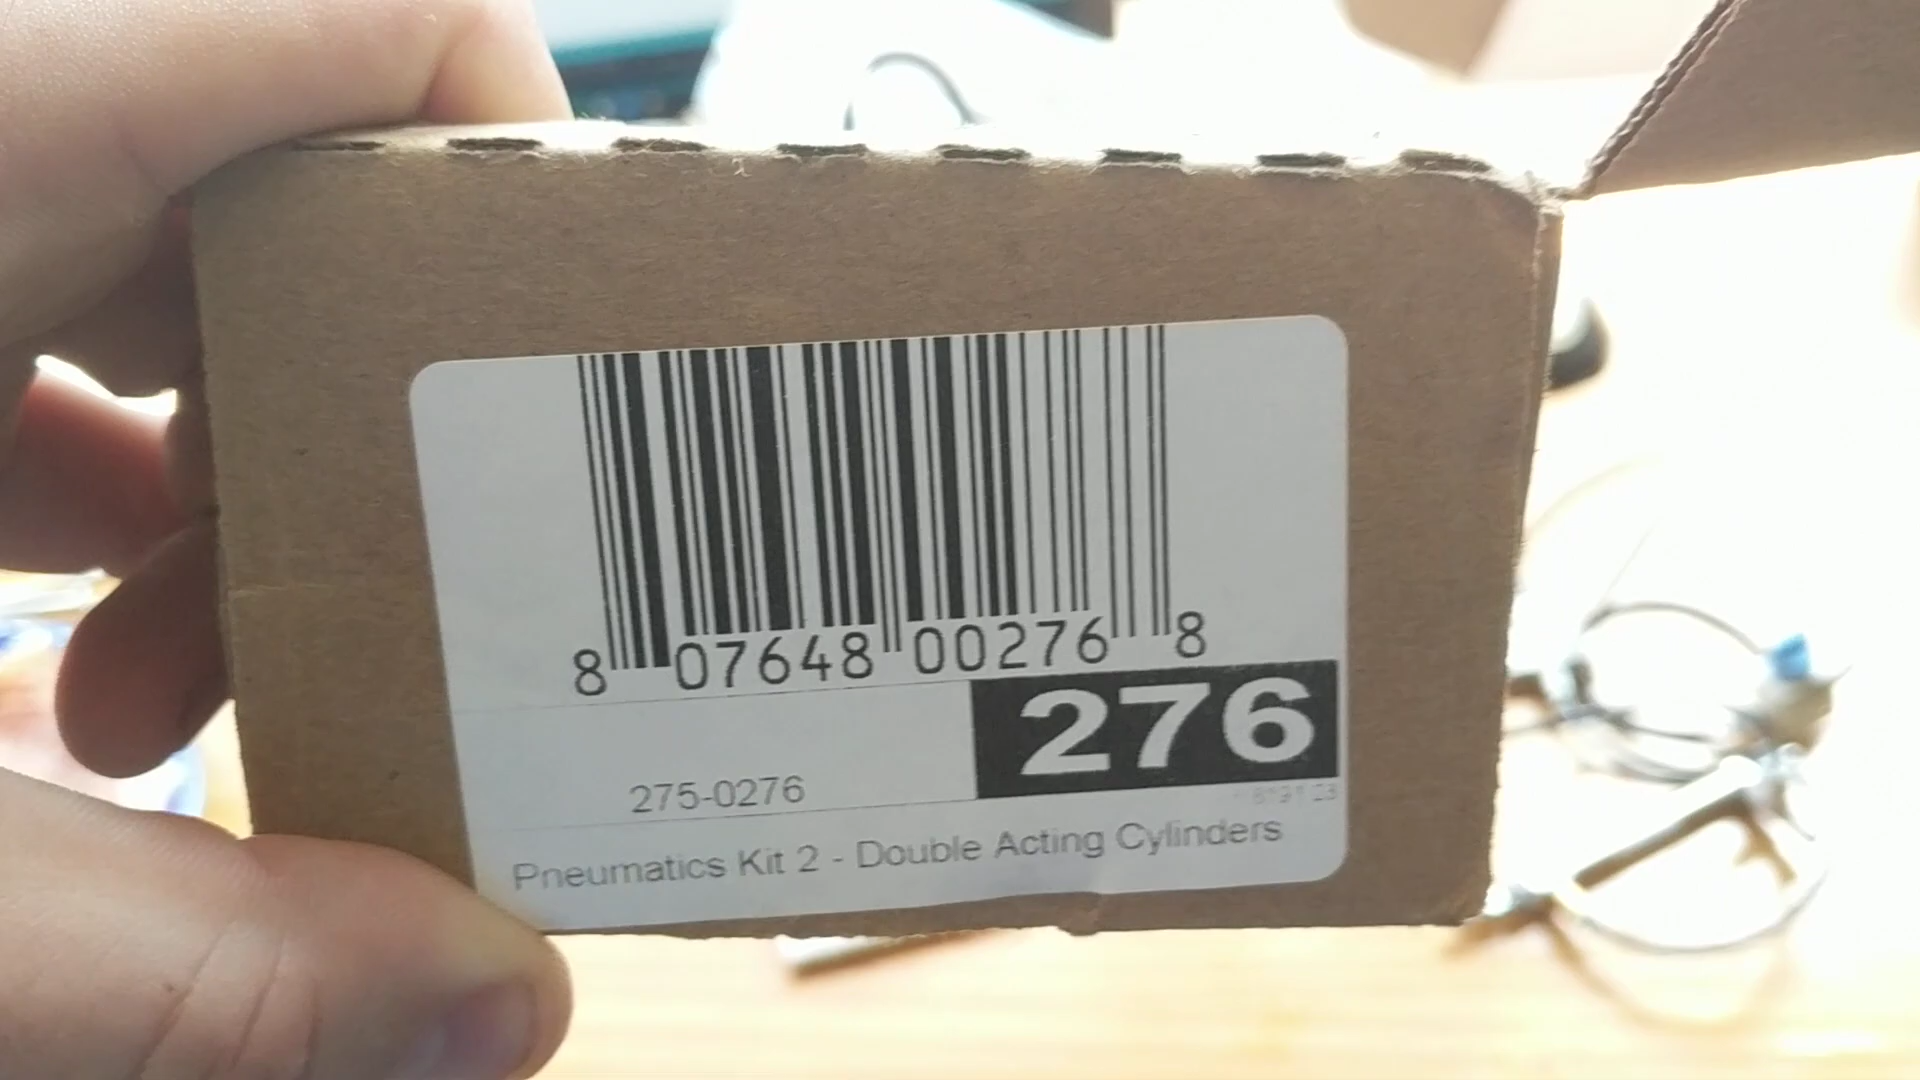 8 07648 00276 8
276
275-0276
Pneumatics Kit 2 - Double Acting Cylinders